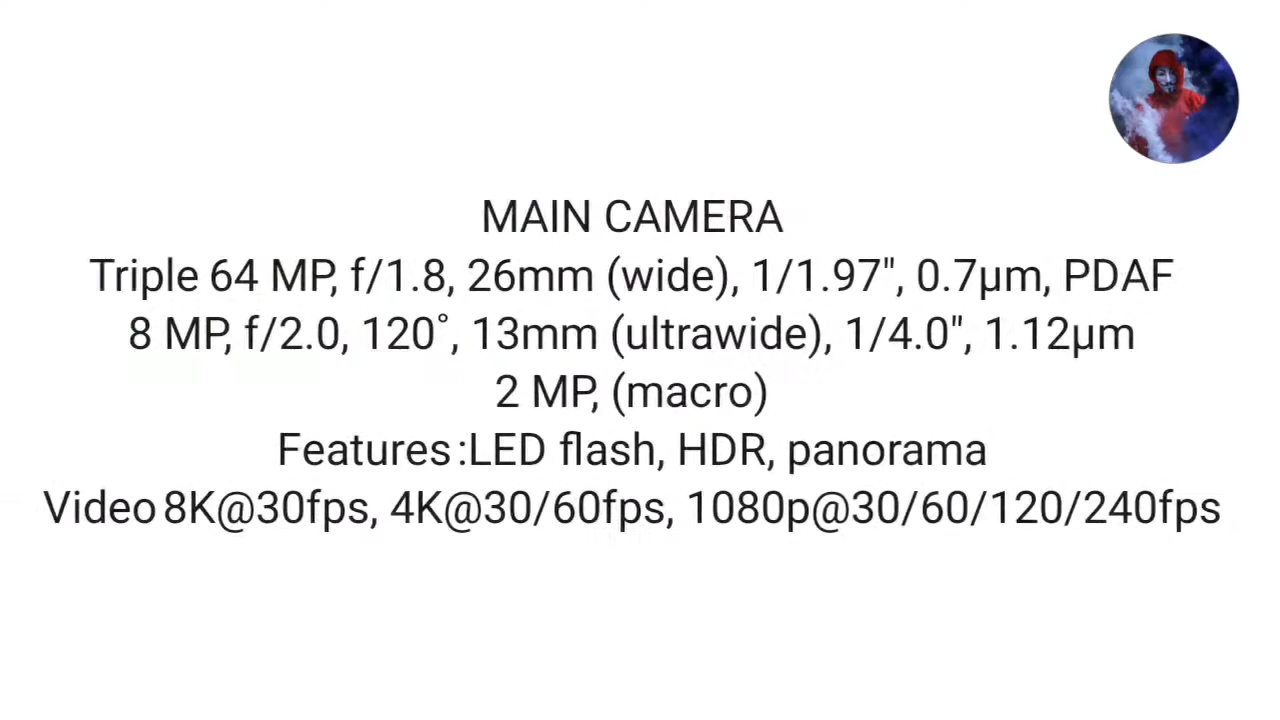 MAIN CAMERA
Triple 64 MP, f/1.8, 26mm (wide), 1/1.97", 0.7µm, PDAF
8 MP, f/2.0, 120˚, 13mm (ultrawide), 1/4.0", 1.12µm
2 MP, (macro)
Features :LED flash, HDR, panorama
Video 8K@30fps, 4K@30/60fps, 1080p@30/60/120/240fps